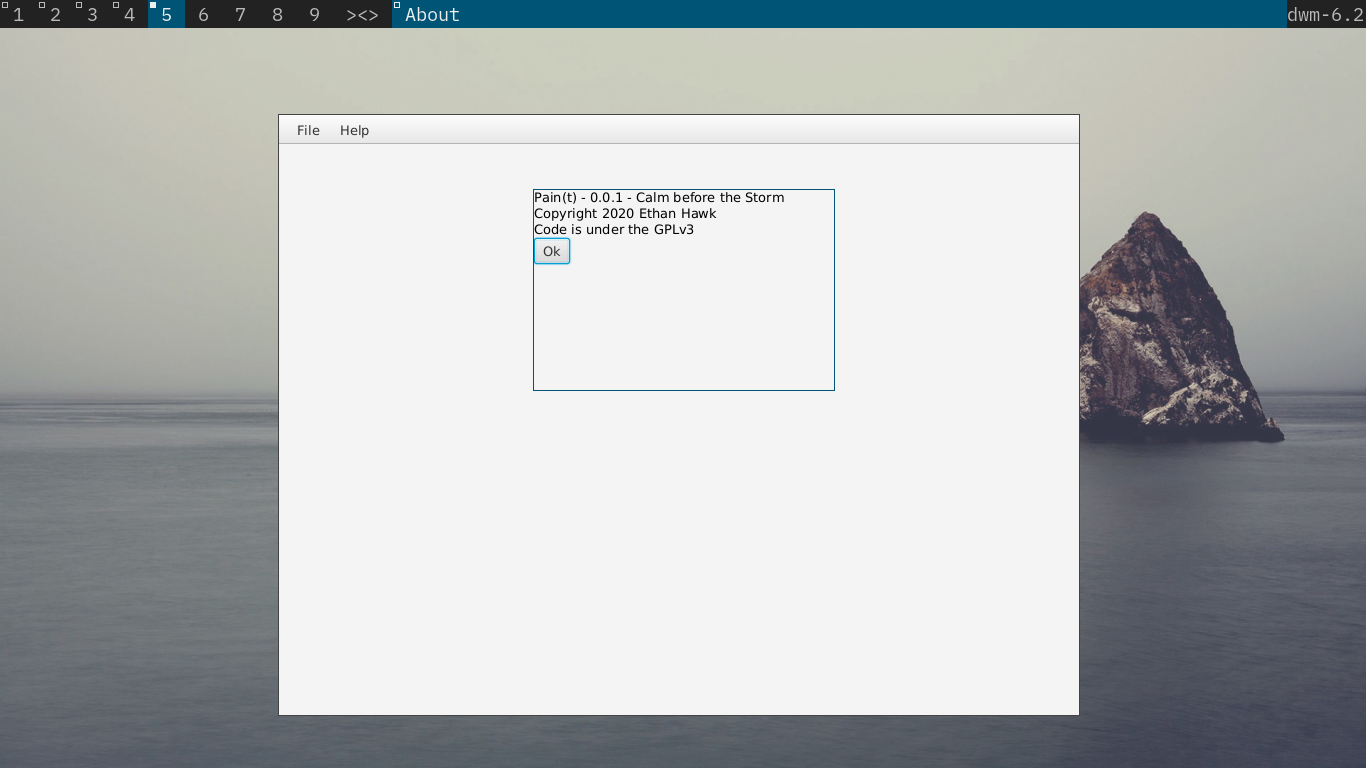 1 2 3 4 5 6 7 8 9 ><> About dwm-6.2
File Help
Pain(t) - 0.0.1 - Calm before the Storm
Copyright 2020 Ethan Hawk
Code is under the GPLv3
Ok